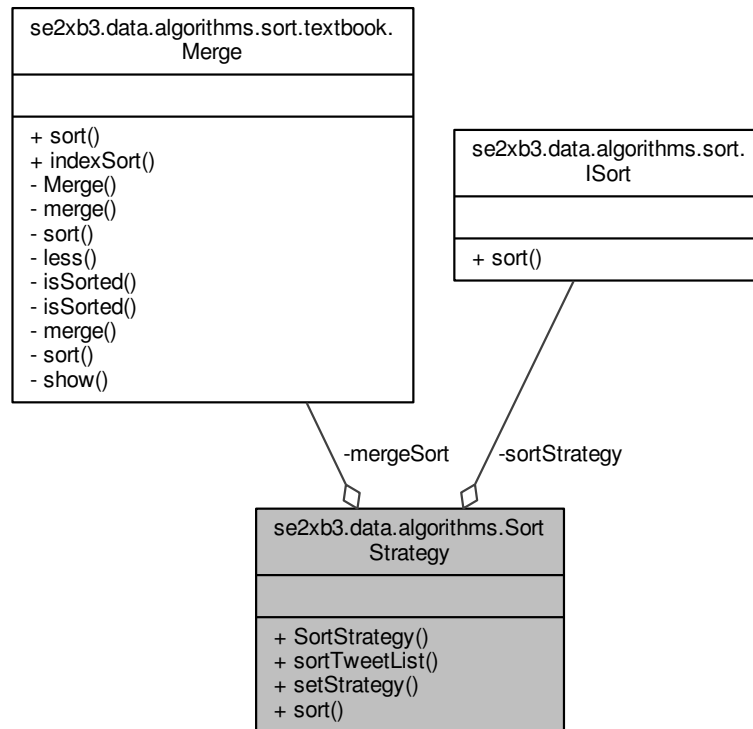 se2xb3.data.algorithms.sort.textbook.
Merge
+ sort()
+ indexSort()
- Merge()
- merge()
- sort()
- less()
- isSorted()
- isSorted()
- merge()
- sort()
- show()
se2xb3.data.algorithms.sort.
ISort
+ sort()
-mergeSort
-sortStrategy
se2xb3.data.algorithms.Sort
Strategy
+ SortStrategy()
+ sortTweetList()
+ setStrategy()
+ sort()